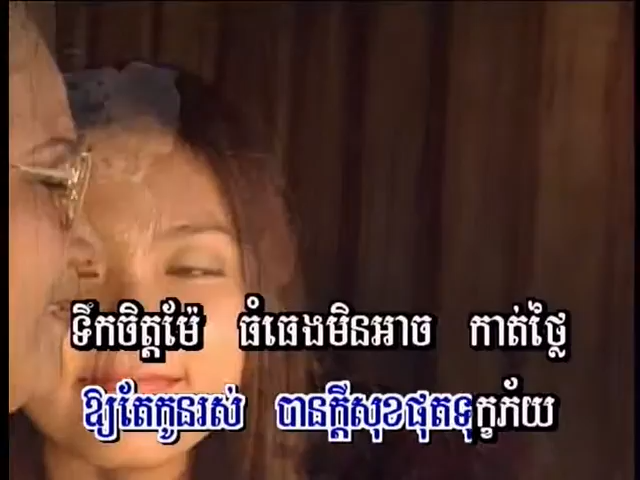 ទឹកចិត្តម៉ែ ធំធេងមិនអាច កាត់ថ្លៃ
ឱ្យតែកូនរស់ បានក្ដីសុខផុតទុក្ខភ័យ